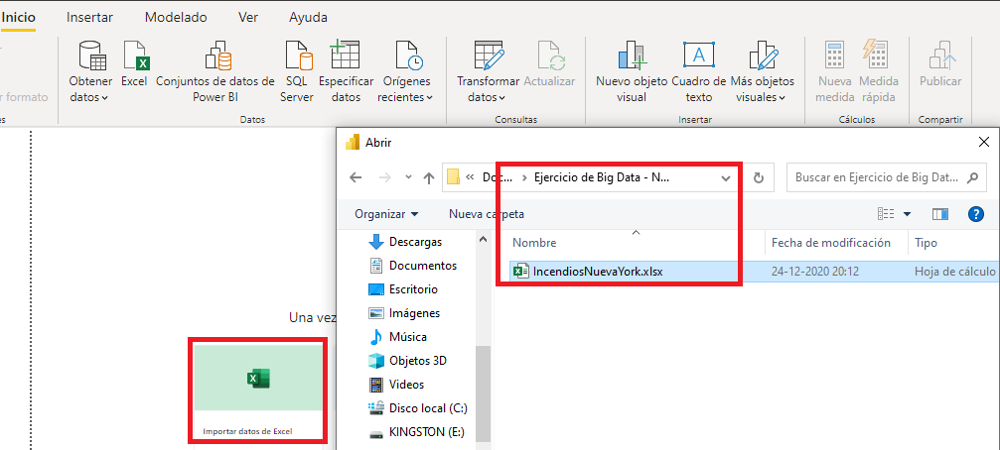 Inicio Insertar Modelado Ver Ayuda
Obtener datos Excel Conjuntos de datos de Power BI SQL Server Especificar datos Orígenes recientes Transformar datos Actualizar Nuevo objeto visual Cuadro de texto Más objetos visuales Nueva medida Medida rápida Publicar
r formato
es Datos Consultas Insertar Cálculos Compartir
Abrir
« Doc... Ejercicio de Big Data - N... Buscar en Ejercicio de Big Dat...
Organizar Nueva carpeta
Nombre Fecha de modificación Tipo
IncendiosNuevaYork.xlsx 24-12-2020 20:12 Hoja de cálculo
Descargas
Documentos
Escritorio
Imágenes
Música
Objetos 3D
Videos
Disco local (C:)
KINGSTON (E:)
Una vez
Importar datos de Excel